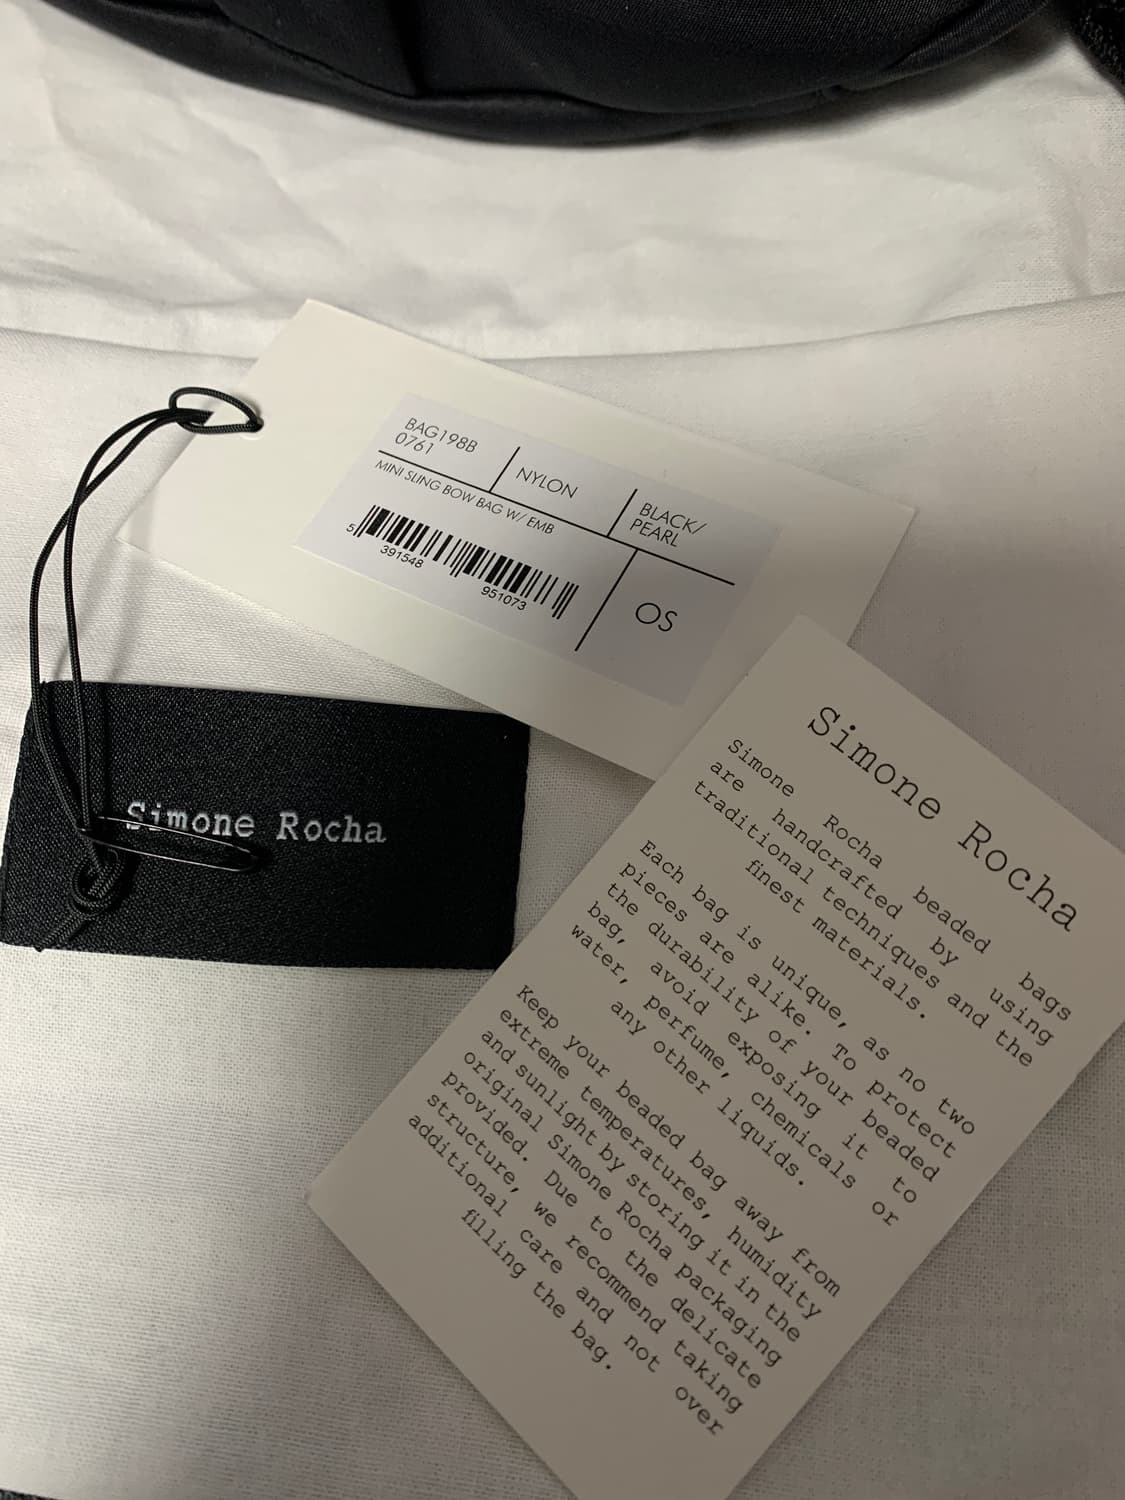 BAG198B
0761
NYLON
BLACK/
PEARL
MINI SLING BOW BAG W/ EMB
5 391548 951073
OS
Simone Rocha
Simone Rocha
Simone Rocha beaded bags
are handcrafted by using
traditional techniques and the
finest materials.
Each bag is unique, as no two
pieces are alike. To protect
the durability of your beaded
bag, avoid exposing it to
water, perfume, chemicals or
any other liquids.
Keep your beaded bag away from
extreme temperatures, humidity
and sunlight by storing it in the
original Simone Rocha packaging
provided. Due to the delicate
structure, we recommend taking
additional care and not over
filling the bag.